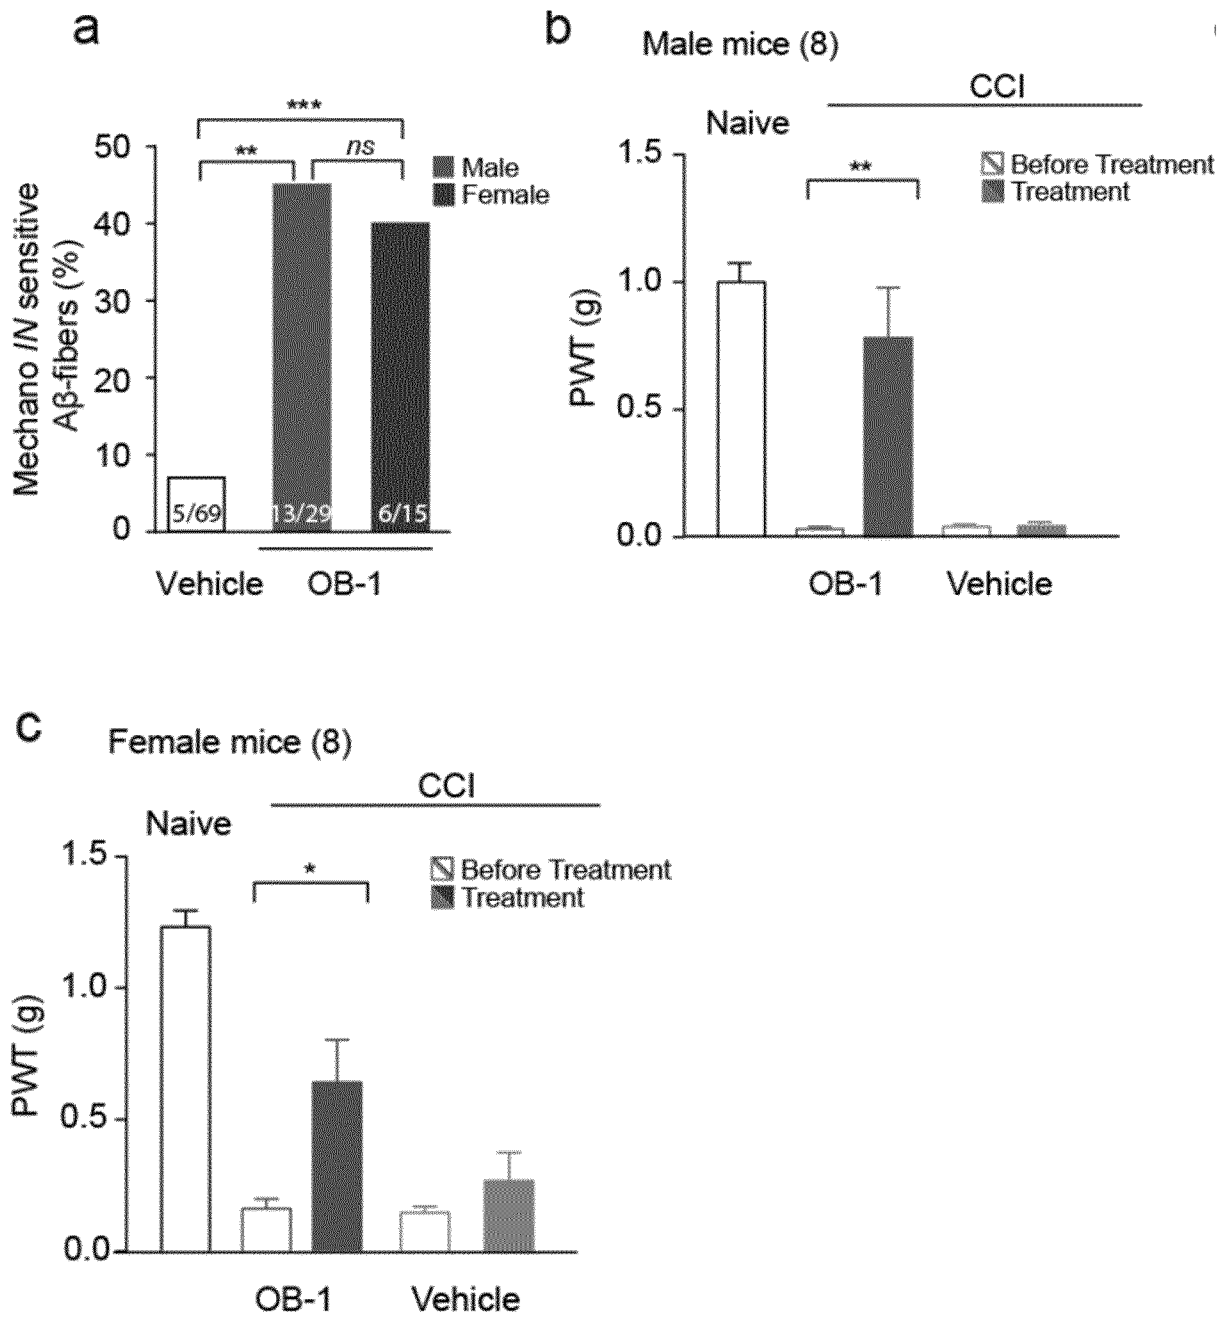 a
***
**
ns
Male
Female
Mechano IN sensitive
Aβ-fibers (%)
50
40
30
20
10
0
5/69
13/29
6/15
Vehicle
OB-1
b
Male mice (8)
CCI
Naive
**
Before Treatment
Treatment
PWT (g)
1.5
1.0
0.5
0.0
OB-1
Vehicle
c
Female mice (8)
CCI
Naive
*
Before Treatment
Treatment
PWT (g)
1.5
1.0
0.5
0.0
OB-1
Vehicle